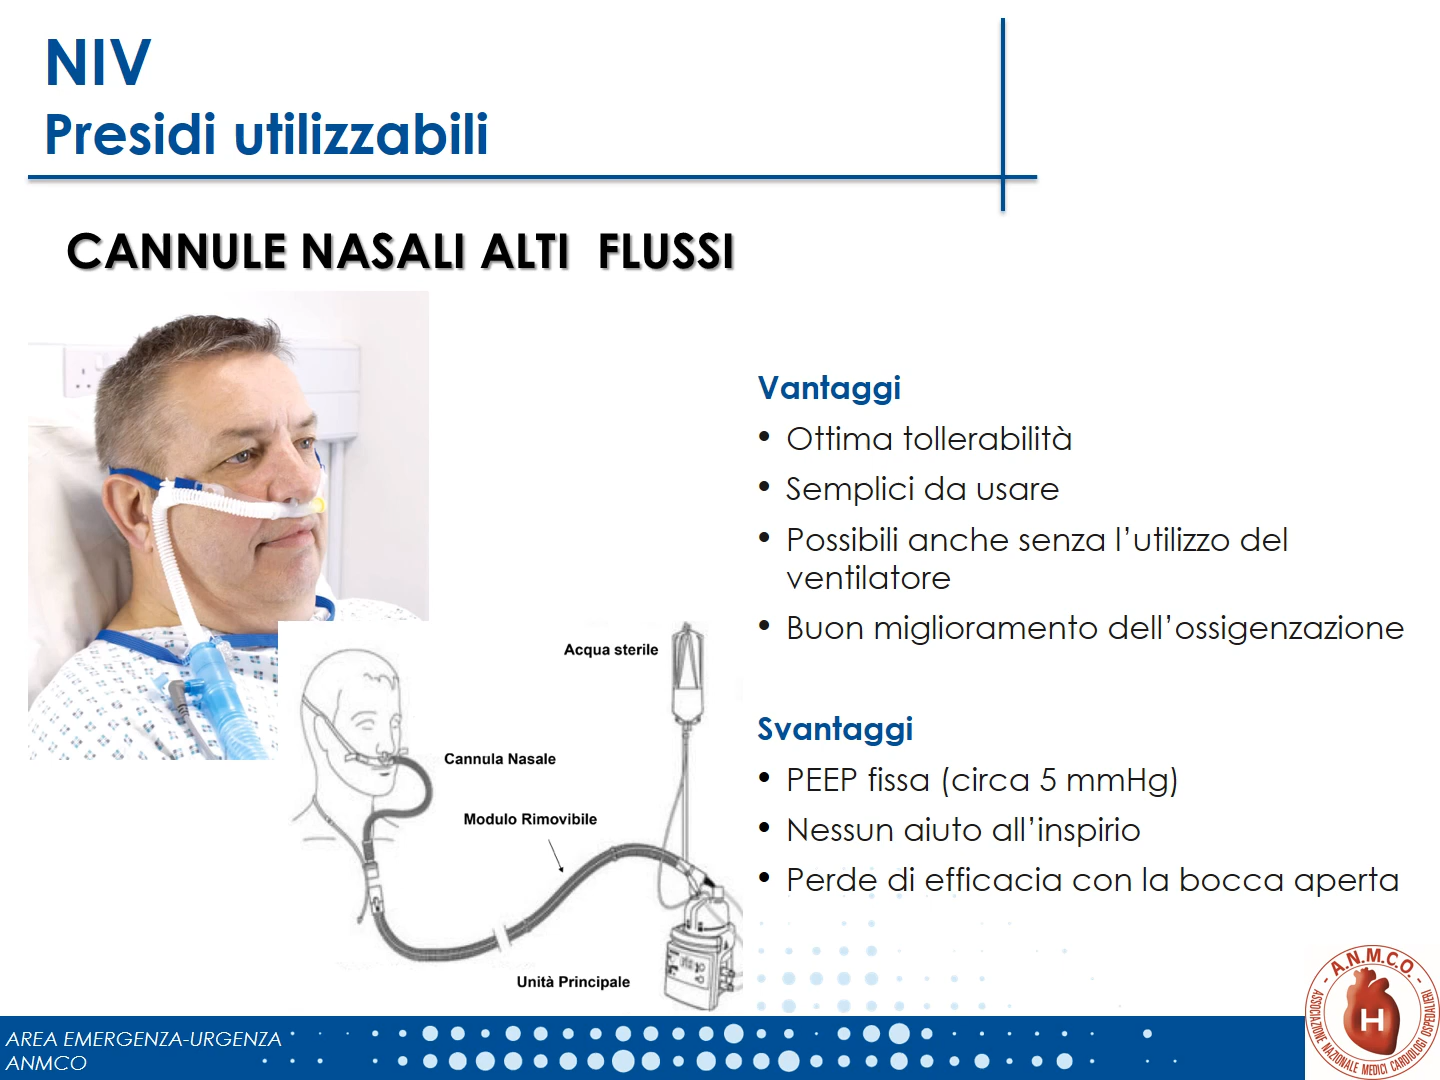 NIV
Presidi utilizzabili
CANNULE NASALI ALTI FLUSSI
Vantaggi
• Ottima tollerabilità
• Semplici da usare
• Possibili anche senza l’utilizzo del
ventilatore
• Buon miglioramento dell’ossigenzazione
Svantaggi
• PEEP fissa (circa 5 mmHg)
• Nessun aiuto all’inspirio
• Perde di efficacia con la bocca aperta
Acqua sterile
Cannula Nasale
Modulo Rimovibile
Unità Principale
AREA EMERGENZA-URGENZA
ANMCO
- A.N.M.C.O. -
ASSOCIAZIONE NAZIONALE MEDICI CARDIOLOGI OSPEDALIERI
H